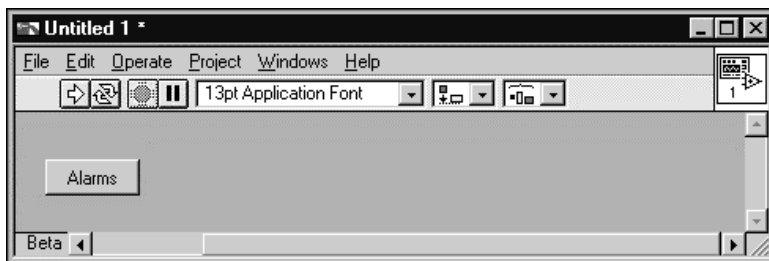 Untitled 1 *
File Edit Operate Project Windows Help
13pt Application Font
1
Alarms
Beta